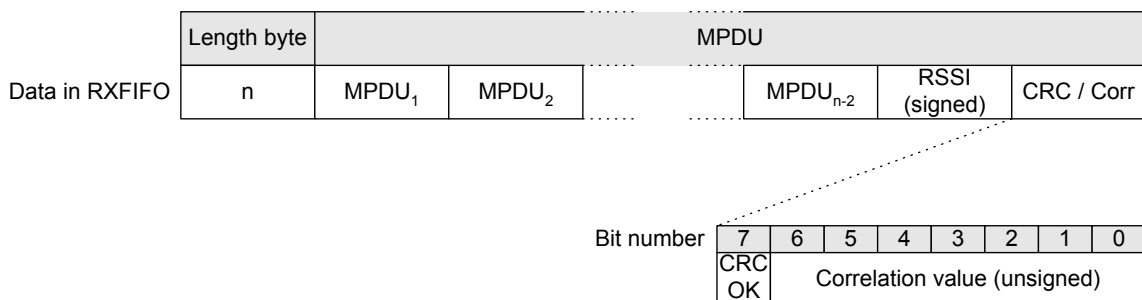 Length byte MPDU
Data in RXFIFO n MPDU1 MPDU2 MPDUn-2 RSSI (signed) CRC / Corr
Bit number 7 6 5 4 3 2 1 0
CRC OK Correlation value (unsigned)